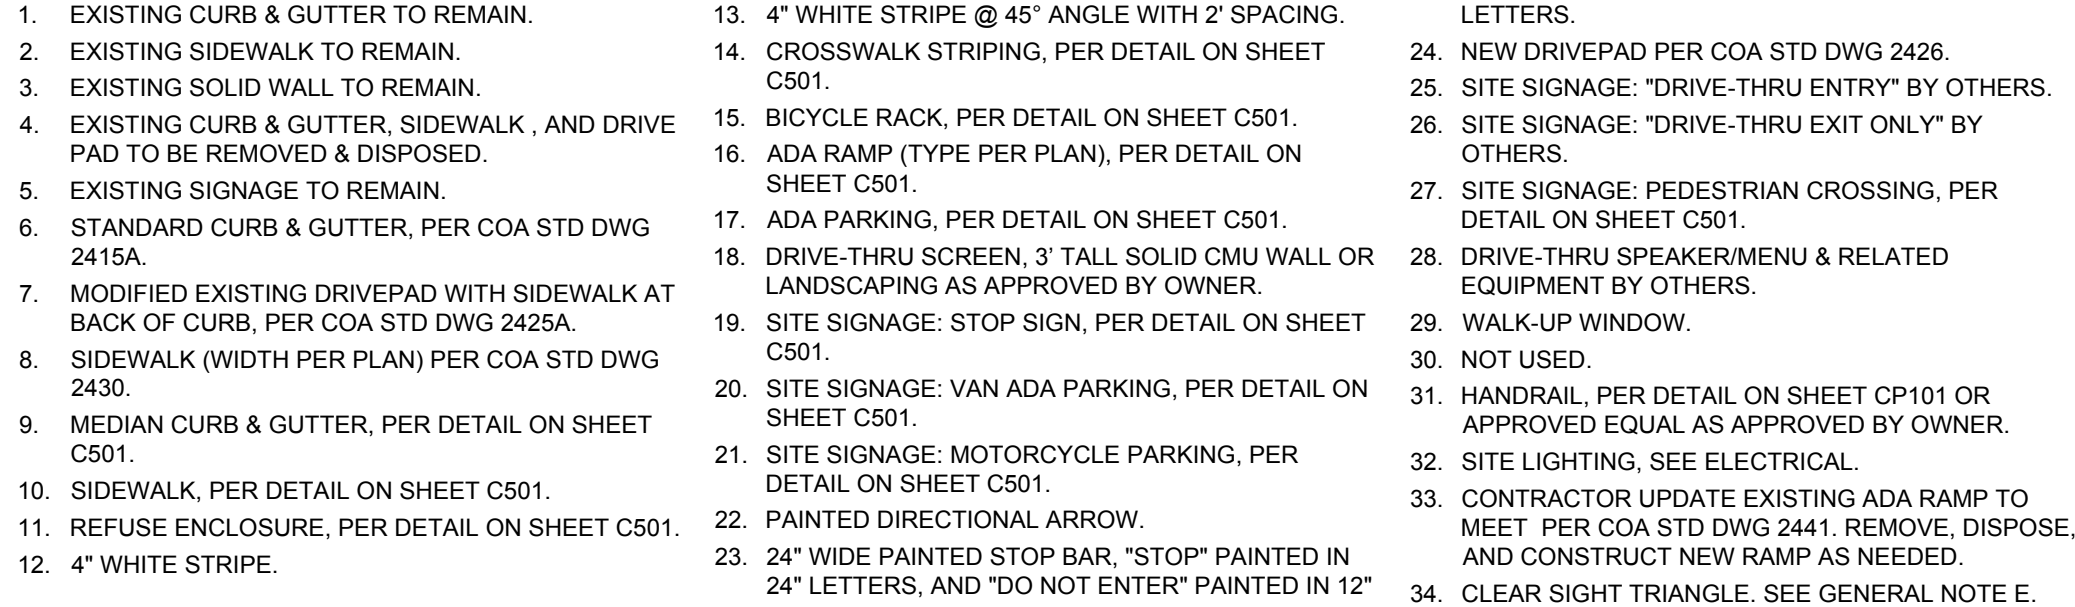 1. EXISTING CURB & GUTTER TO REMAIN.
2. EXISTING SIDEWALK TO REMAIN.
3. EXISTING SOLID WALL TO REMAIN.
4. EXISTING CURB & GUTTER, SIDEWALK , AND DRIVE
PAD TO BE REMOVED & DISPOSED.
5. EXISTING SIGNAGE TO REMAIN.
6. STANDARD CURB & GUTTER, PER COA STD DWG
2415A.
7. MODIFIED EXISTING DRIVEPAD WITH SIDEWALK AT
BACK OF CURB, PER COA STD DWG 2425A.
8. SIDEWALK (WIDTH PER PLAN) PER COA STD DWG
2430.
9. MEDIAN CURB & GUTTER, PER DETAIL ON SHEET
C501.
10. SIDEWALK, PER DETAIL ON SHEET C501.
11. REFUSE ENCLOSURE, PER DETAIL ON SHEET C501.
12. 4" WHITE STRIPE.
13. 4" WHITE STRIPE @ 45° ANGLE WITH 2' SPACING.
14. CROSSWALK STRIPING, PER DETAIL ON SHEET
C501.
15. BICYCLE RACK, PER DETAIL ON SHEET C501.
16. ADA RAMP (TYPE PER PLAN), PER DETAIL ON
SHEET C501.
17. ADA PARKING, PER DETAIL ON SHEET C501.
18. DRIVE-THRU SCREEN, 3’ TALL SOLID CMU WALL OR
LANDSCAPING AS APPROVED BY OWNER.
19. SITE SIGNAGE: STOP SIGN, PER DETAIL ON SHEET
C501.
20. SITE SIGNAGE: VAN ADA PARKING, PER DETAIL ON
SHEET C501.
21. SITE SIGNAGE: MOTORCYCLE PARKING, PER
DETAIL ON SHEET C501.
22. PAINTED DIRECTIONAL ARROW.
23. 24" WIDE PAINTED STOP BAR, "STOP" PAINTED IN
24" LETTERS, AND "DO NOT ENTER" PAINTED IN 12"
LETTERS.
24. NEW DRIVEPAD PER COA STD DWG 2426.
25. SITE SIGNAGE: "DRIVE-THRU ENTRY" BY OTHERS.
26. SITE SIGNAGE: "DRIVE-THRU EXIT ONLY" BY
OTHERS.
27. SITE SIGNAGE: PEDESTRIAN CROSSING, PER
DETAIL ON SHEET C501.
28. DRIVE-THRU SPEAKER/MENU & RELATED
EQUIPMENT BY OTHERS.
29. WALK-UP WINDOW.
30. NOT USED.
31. HANDRAIL, PER DETAIL ON SHEET CP101 OR
APPROVED EQUAL AS APPROVED BY OWNER.
32. SITE LIGHTING, SEE ELECTRICAL.
33. CONTRACTOR UPDATE EXISTING ADA RAMP TO
MEET  PER COA STD DWG 2441. REMOVE, DISPOSE,
AND CONSTRUCT NEW RAMP AS NEEDED.
34. CLEAR SIGHT TRIANGLE. SEE GENERAL NOTE E.